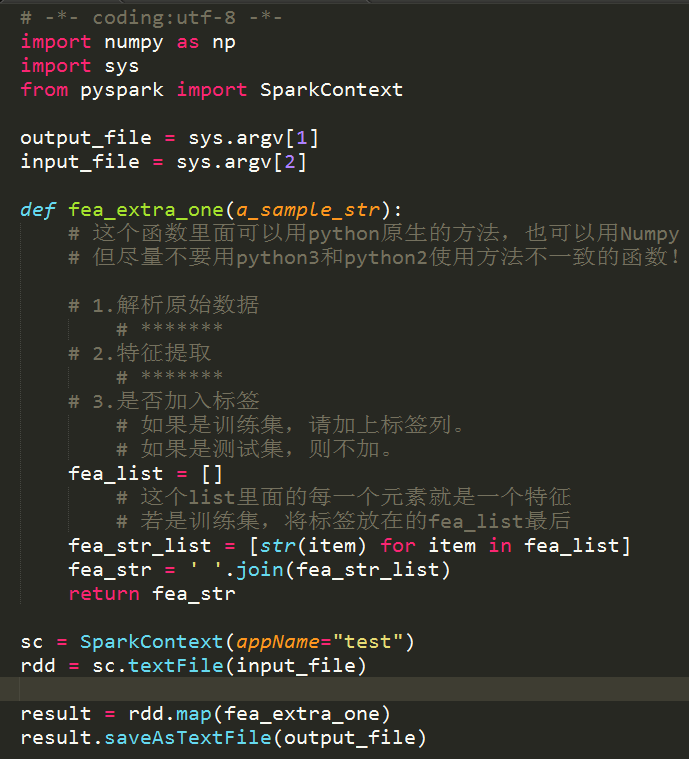 # -*- coding:utf-8 -*-
import numpy as np
import sys
from pyspark import SparkContext
output_file = sys.argv[1]
input_file = sys.argv[2]
def fea_extra_one(a_sample_str):
# 这个函数里面可以用python原生的方法，也可以用Numpy
# 但尽量不要用python3和python2使用方法不一致的函数！
# 1.解析原始数据
# *******
# 2.特征提取
# *******
# 3.是否加入标签
# 如果是训练集，请加上标签列。
# 如果是测试集，则不加。
fea_list = []
# 这个list里面的每一个元素就是一个特征
# 若是训练集，将标签放在的fea_list最后
fea_str_list = [str(item) for item in fea_list]
fea_str = ' '.join(fea_str_list)
return fea_str
sc = SparkContext(appName="test")
rdd = sc.textFile(input_file)
result = rdd.map(fea_extra_one)
result.saveAsTextFile(output_file)